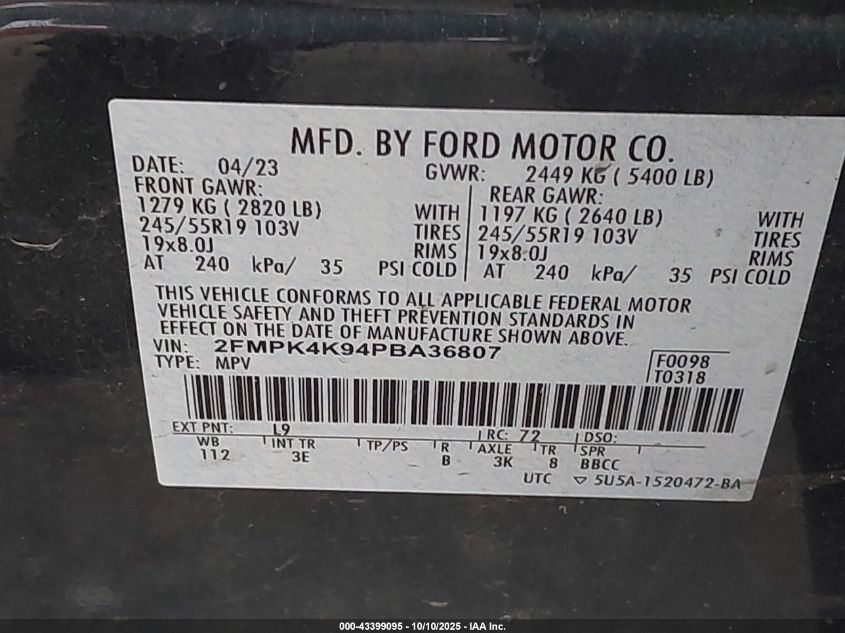 MFD. BY FORD MOTOR CO.
DATE: 04/23 GVWR: 2449 KG ( 5400 LB)
FRONT GAWR: REAR GAWR:
1279 KG ( 2820 LB) WITH 1197 KG ( 2640 LB) WITH
245/55R19 103V TIRES 245/55R19 103V TIRES
19x8.0J RIMS 19x8.0J RIMS
AT 240 kPa/ 35 PSI COLD AT 240 kPa/ 35 PSI COLD
THIS VEHICLE CONFORMS TO ALL APPLICABLE FEDERAL MOTOR
VEHICLE SAFETY AND THEFT PREVENTION STANDARDS IN
EFFECT ON THE DATE OF MANUFACTURE SHOWN ABOVE.
VIN: 2FMPK4K94PBA36807 F0098
TYPE: MPV T0318
EXT PNT: L9 RC: 72 DSO:
WB INT TR TP/PS R AXLE TR SPR
112 3E B 3K 8 BBCC
UTC ▽ 5U5A-1520472-BA
000-43399095 - 10/10/2025 - IAA Inc.